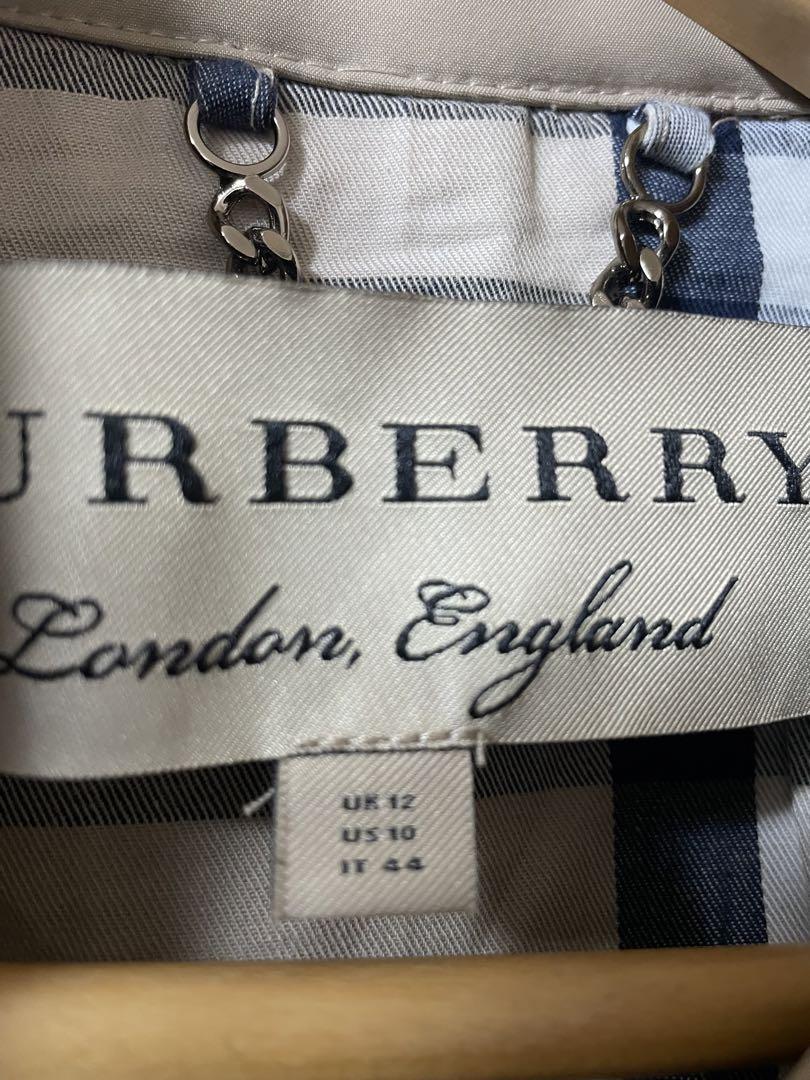 URBERRY
London, England
UK 12
US 10
IT 44